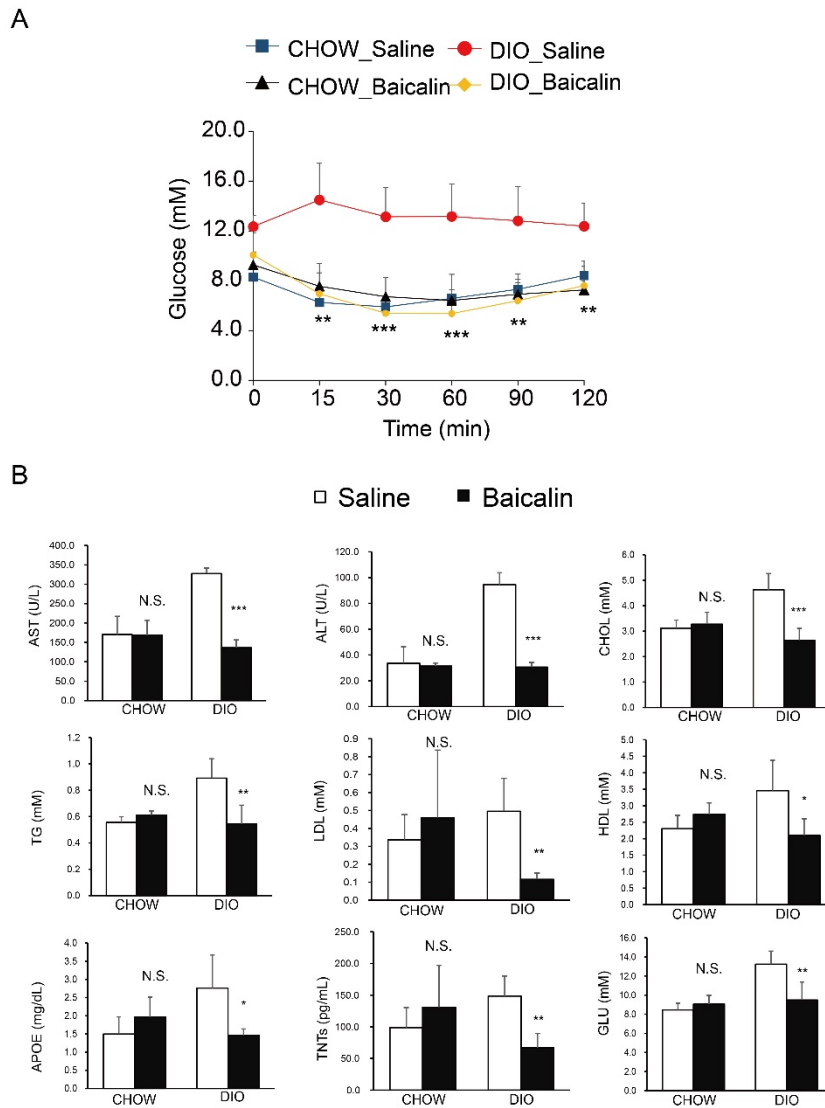 A
CHOW_Saline DIO_Saline
CHOW_Baicalin DIO_Baicalin
20.0
16.0
12.0
8.0
4.0
0.0
Glucose (mM)
** *** *** ** **
0 15 30 60 90 120
Time (min)
B
Saline Baicalin
AST (U/L)
400.0
350.0
300.0
250.0
200.0
150.0
100.0
50.0
0.0
N.S.
***
CHOW DIO
ALT (U/L)
120.0
100.0
80.0
60.0
40.0
20.0
0.0
N.S.
***
CHOW DIO
CHOL (mM)
6.0
5.0
4.0
3.0
2.0
1.0
0.0
N.S.
***
CHOW DIO
TG (mM)
1.2
1.0
0.8
0.6
0.4
0.2
0.0
N.S.
**
CHOW DIO
LDL (mM)
0.9
0.8
0.7
0.6
0.5
0.4
0.3
0.2
0.1
0
N.S.
**
CHOW DIO
HDL (mM)
5.0
4.5
4.0
3.5
3.0
2.5
2.0
1.5
1.0
0.5
0.0
N.S.
*
CHOW DIO
APOE (mg/dL)
4.0
3.5
3.0
2.5
2.0
1.5
1.0
0.5
0.0
N.S.
*
CHOW DIO
TNTs (pg/mL)
250.0
200.0
150.0
100.0
50.0
0.0
N.S.
**
CHOW DIO
GLU (mM)
16.0
14.0
12.0
10.0
8.0
6.0
4.0
2.0
0.0
N.S.
**
CHOW DIO